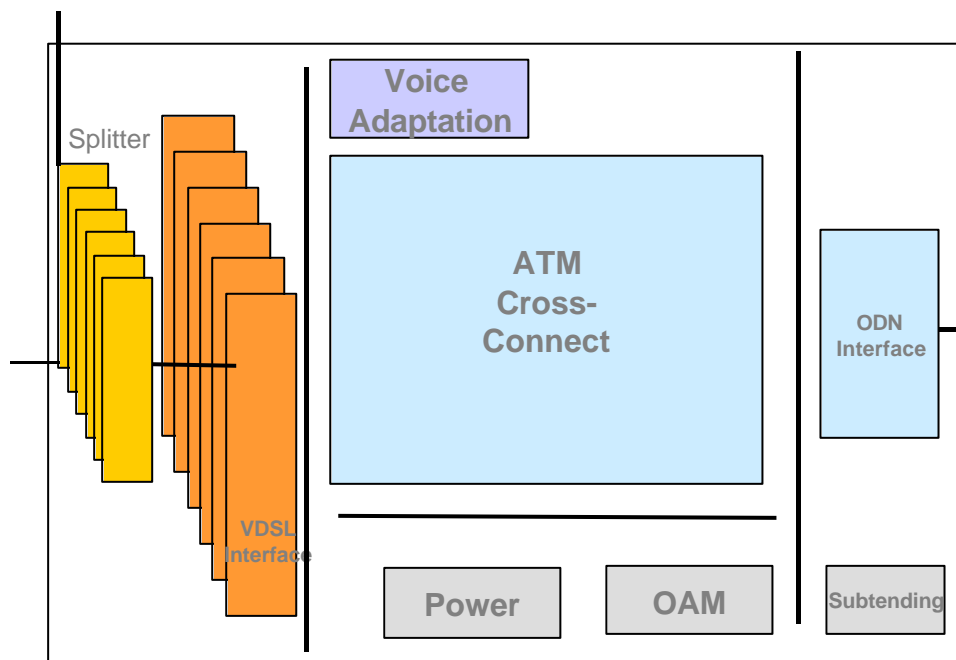 Voice
Adaptation
Splitter
ATM
Cross-
Connect
ODN
Interface
VDSL
Interface
Power
OAM
Subtending